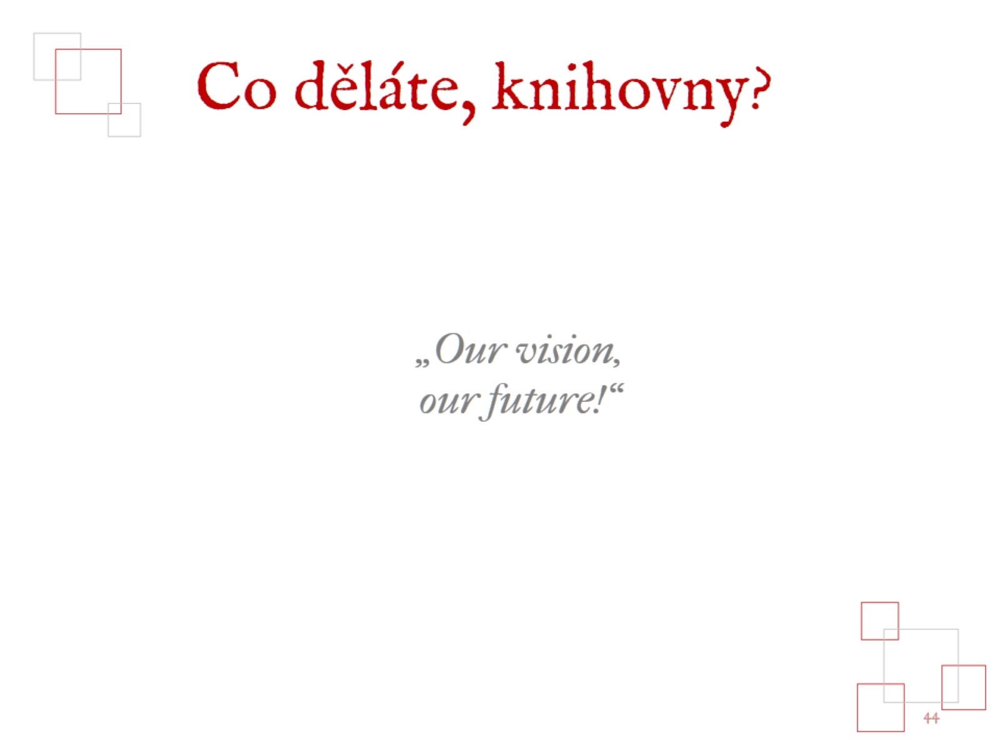 Co děláte, knihovny?
„Our vision,
our future!“
44